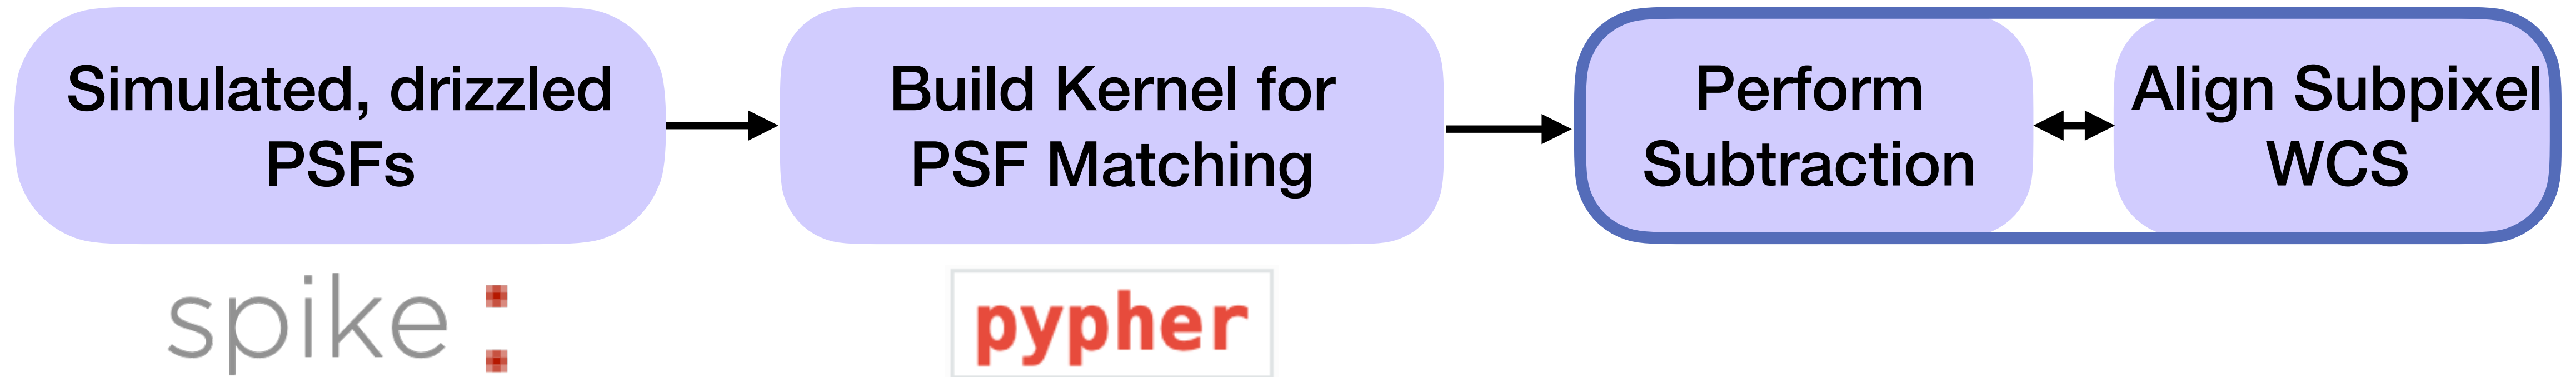 Simulated, drizzled
PSFs
Build Kernel for
PSF Matching
Perform
Subtraction
Align Subpixel
WCS
spike
pypher